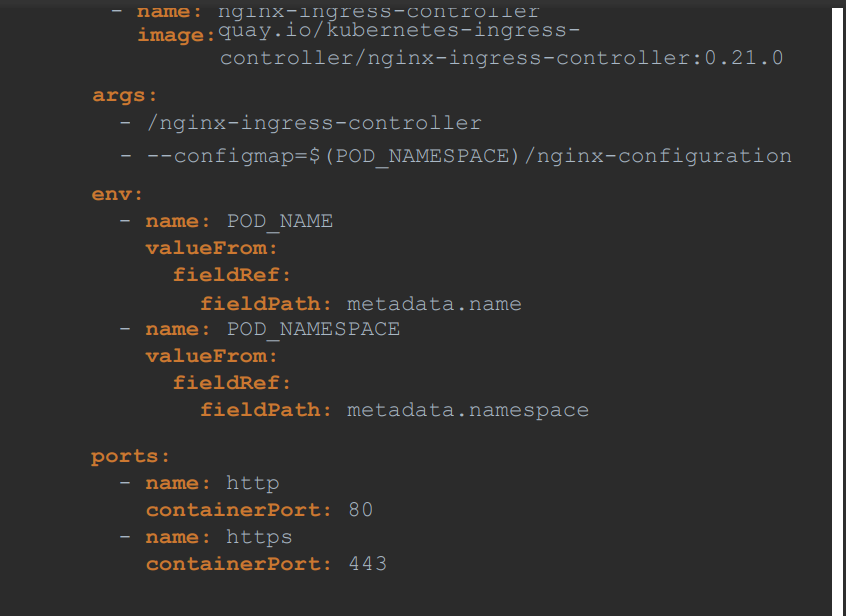 - name: nginx-ingress-controller
image: quay.io/kubernetes-ingress-
controller/nginx-ingress-controller:0.21.0
args:
- /nginx-ingress-controller
- --configmap=$(POD_NAMESPACE)/nginx-configuration
env:
- name: POD_NAME
valueFrom:
fieldRef:
fieldPath: metadata.name
- name: POD_NAMESPACE
valueFrom:
fieldRef:
fieldPath: metadata.namespace
ports:
- name: http
containerPort: 80
- name: https
containerPort: 443